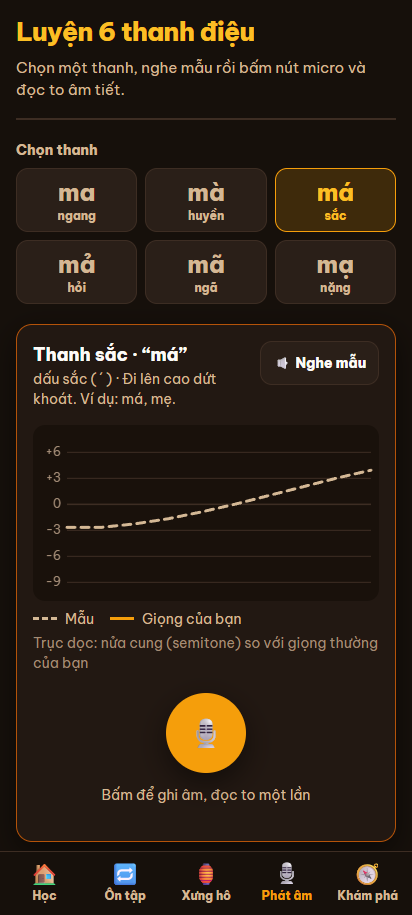 Luyện 6 thanh điệu
Chọn một thanh, nghe mẫu rồi bấm nút micro và
đọc to âm tiết.
Chọn thanh
ma
ngang
mà
huyền
má
sắc
mả
hỏi
mã
ngã
mạ
nặng
Thanh sắc · “má”
Nghe mẫu
dấu sắc (´) · Đi lên cao dứt
khoát. Ví dụ: má, mẹ.
+6
+3
0
−3
−6
−9
Mẫu
Giọng của bạn
Trục dọc: nửa cung (semitone) so với giọng thường
của bạn
Bấm để ghi âm, đọc to một lần
Học
Ôn tập
Xưng hô
Phát âm
Khám phá